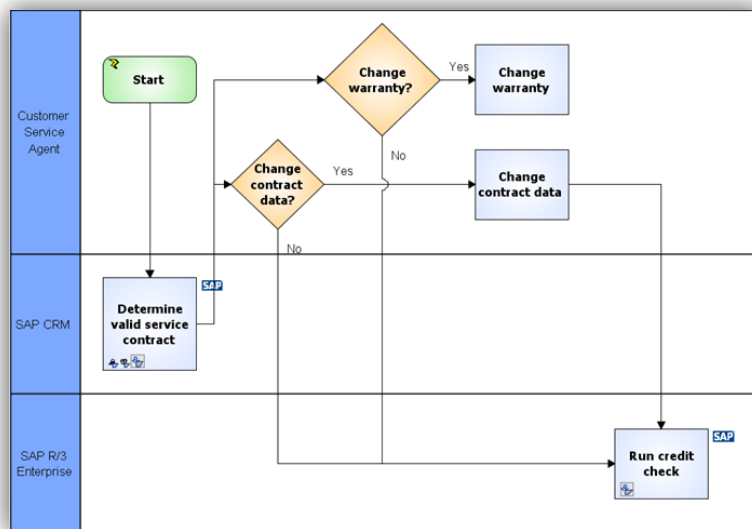 Customer
Service
Agent
Start
Change
warranty?
Yes
Change
warranty
No
Change
contract
data?
Yes
Change
contract data
No
SAP CRM
SAP
Determine
valid service
contract
SAP R/3
Enterprise
SAP
Run credit
check